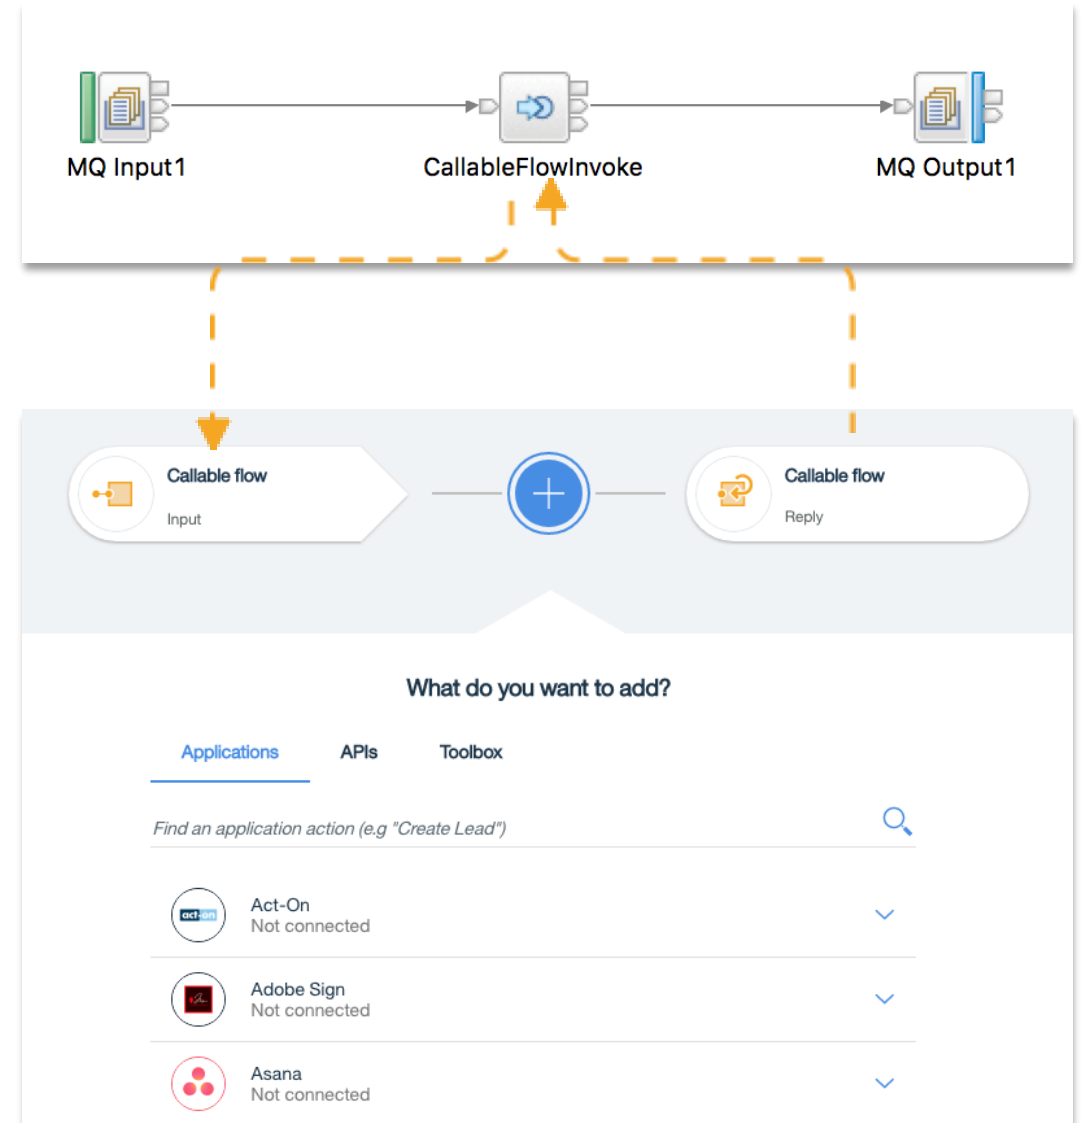 MQ Input1
CallableFlowInvoke
MQ Output1
Callable flow
Input
Callable flow
Reply
What do you want to add?
Applications
APIs
Toolbox
Find an application action (e.g "Create Lead")
act-on
Act-On
Not connected
Adobe Sign
Not connected
Asana
Not connected